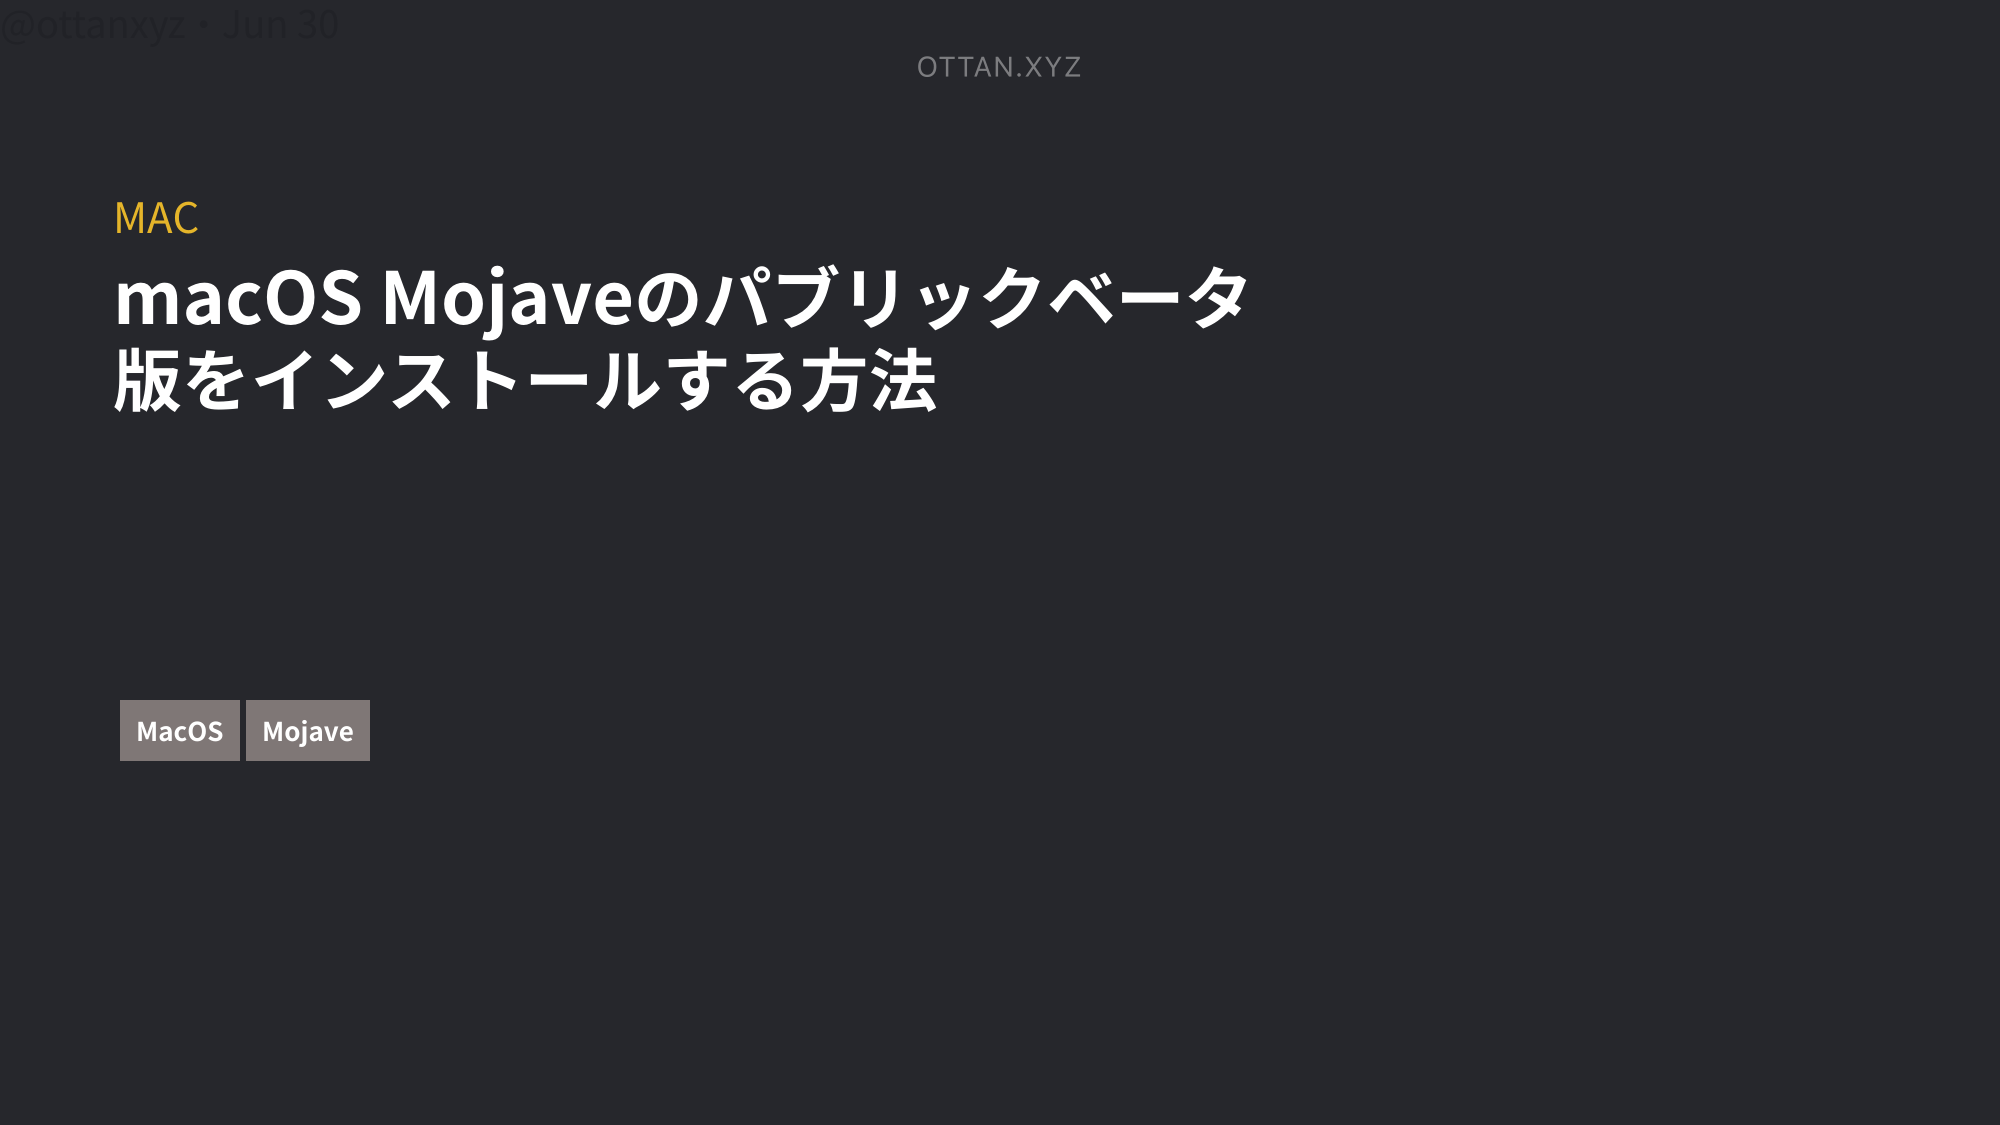 @ottanxyz・Jun 30
OTTAN.XYZ
MAC
macOS Mojaveのパブリックベータ
版をインストールする方法
MacOS Mojave